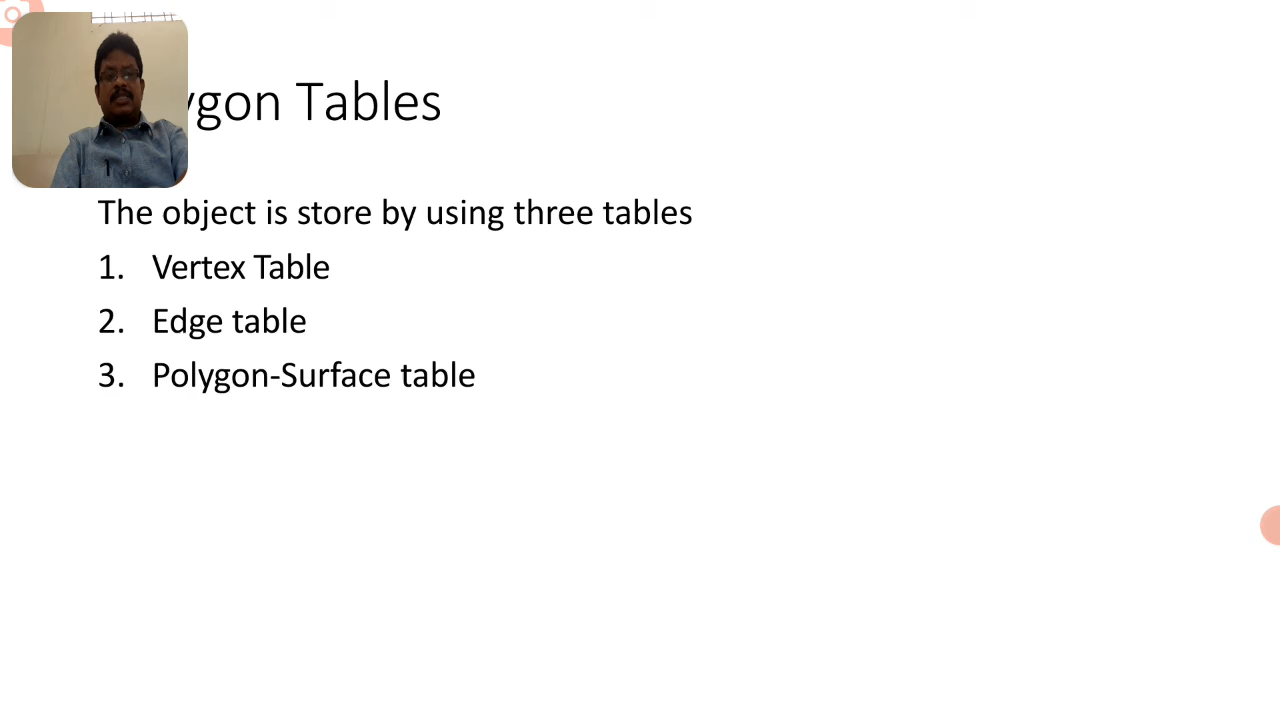 ygon Tables
The object is store by using three tables
1. Vertex Table
2. Edge table
3. Polygon-Surface table